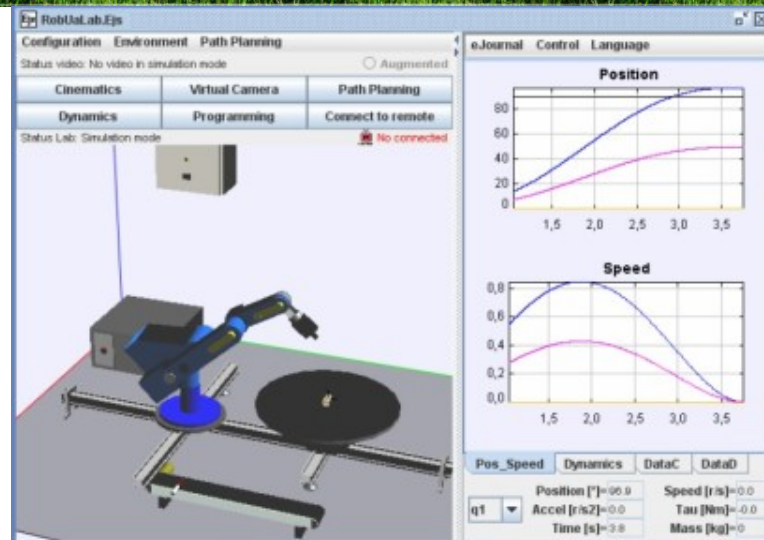 RobUaLab.Ejs
Configuration Environment Path Planning
Status video: No video in simulation mode
Augmented
Cinematics Virtual Camera Path Planning
Dynamics Programming Connect to remote
Status Lab: Simulation mode
No connected
eJournal Control Language
Position
80
60
40
20
0
1,5 2,0 2,5 3,0 3,5
Speed
0,8
0,6
0,4
0,2
0,0
1,5 2,0 2,5 3,0 3,5
Pos_Speed Dynamics DataC DataD
Position [°]= 96.9 Speed [r/s]= 0.0
q1 Accel [r/s2]= 0.0 Tau [Nm]= -0.0
Time [s]= 3.8 Mass [kg]= 0